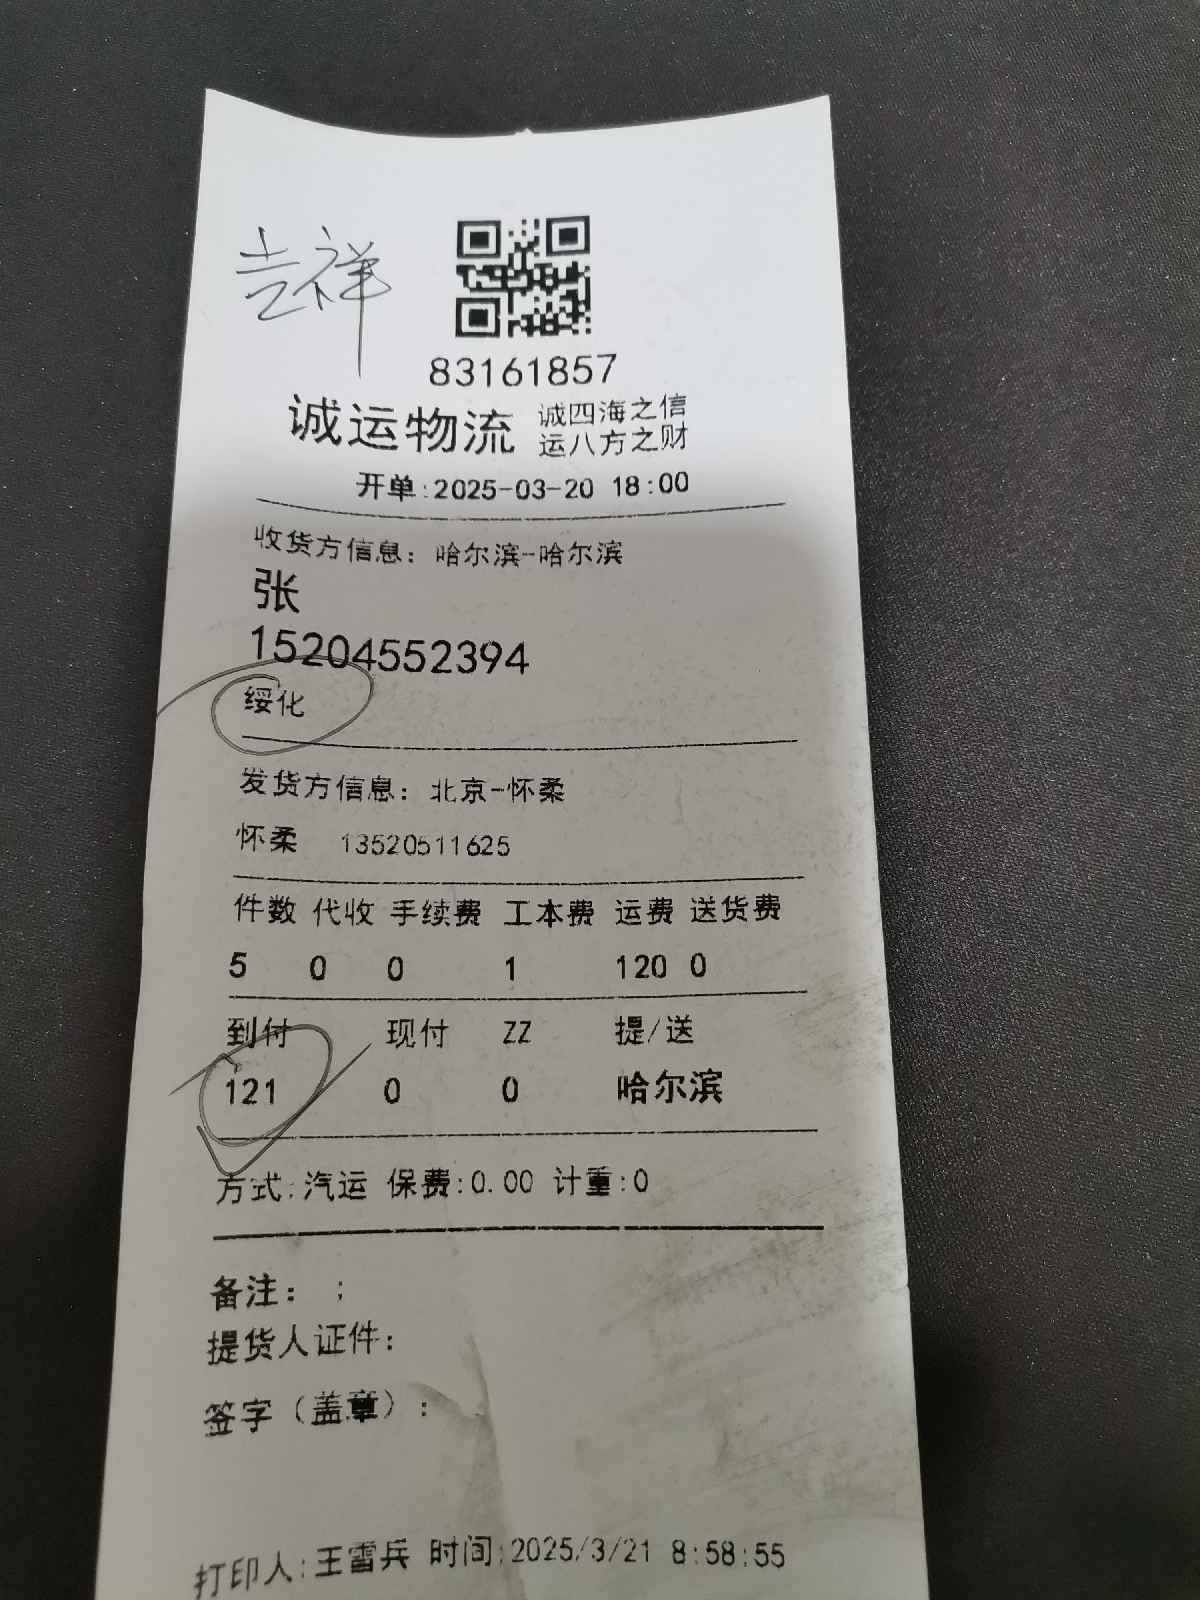 吉祥
83161857
诚运物流 诚四海之信
运八方之财
开单:2025-03-20 18:00
收货方信息: 哈尔滨-哈尔滨
张
15204552394
绥化
发货方信息: 北京-怀柔
怀柔 13520511625
件数 代收 手续费 工本费 运费 送货费
5 0 0 1 120 0
到付 现付 ZZ 提/送
121 0 0 哈尔滨
方式:汽运 保费:0.00 计重:0
备注: ;
提货人证件:
签字(盖章):
打印人:王雷兵 时间:2025/3/21 8:58:55